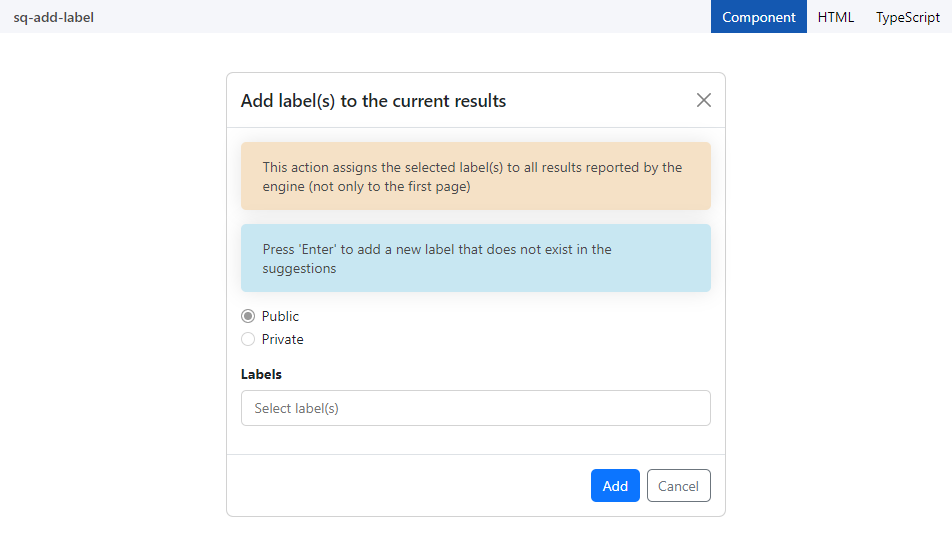 sq-add-label
Component HTML TypeScript
Add label(s) to the current results
This action assigns the selected label(s) to all results reported by the
engine (not only to the first page)
Press 'Enter' to add a new label that does not exist in the
suggestions
Public
Private
Labels
Select label(s)
Add Cancel